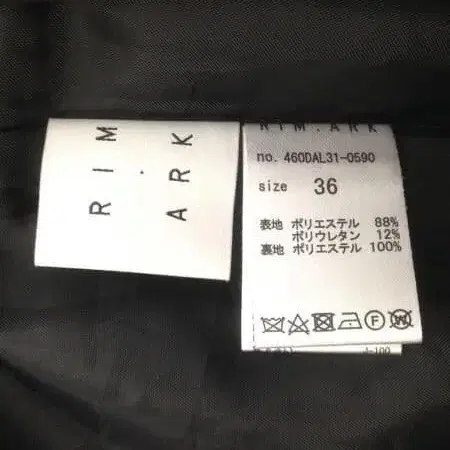 RIM.
ARK
RIM.ARK
no. 460DAL31-0590
size 36
表地 ポリエステル 88%
ポリウレタン 12%
裏地 ポリエステル 100%
F
W